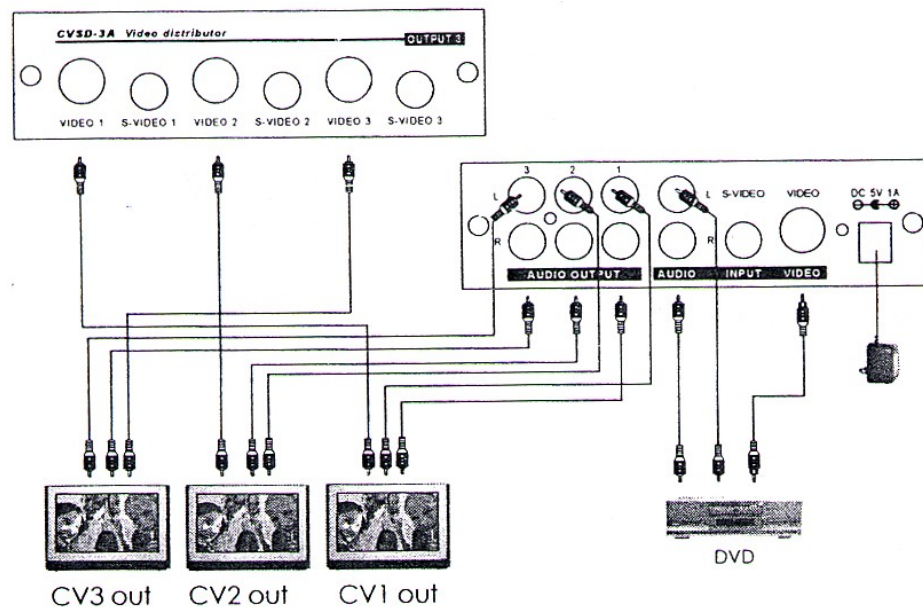 CVSD-3A Video distributor
OUTPUT 3
VIDEO 1 S-VIDEO 1 VIDEO 2 S-VIDEO 2 VIDEO 3 S-VIDEO 3
3 2 1
L L S-VIDEO VIDEO DC 5V 1A
R R
AUDIO OUTPUT AUDIO INPUT VIDEO
CV3 out CV2 out CV1 out
DVD